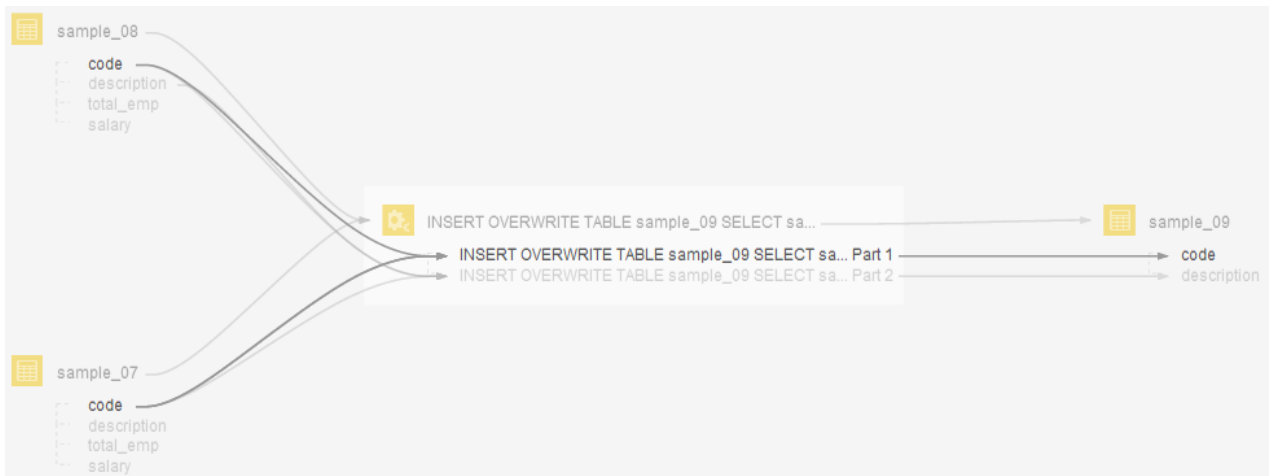 sample_08
code
description
total_emp
salary
INSERT OVERWRITE TABLE sample_09 SELECT sa...
INSERT OVERWRITE TABLE sample_09 SELECT sa... Part 1
INSERT OVERWRITE TABLE sample_09 SELECT sa... Part 2
sample_09
code
description
sample_07
code
description
total_emp
salary